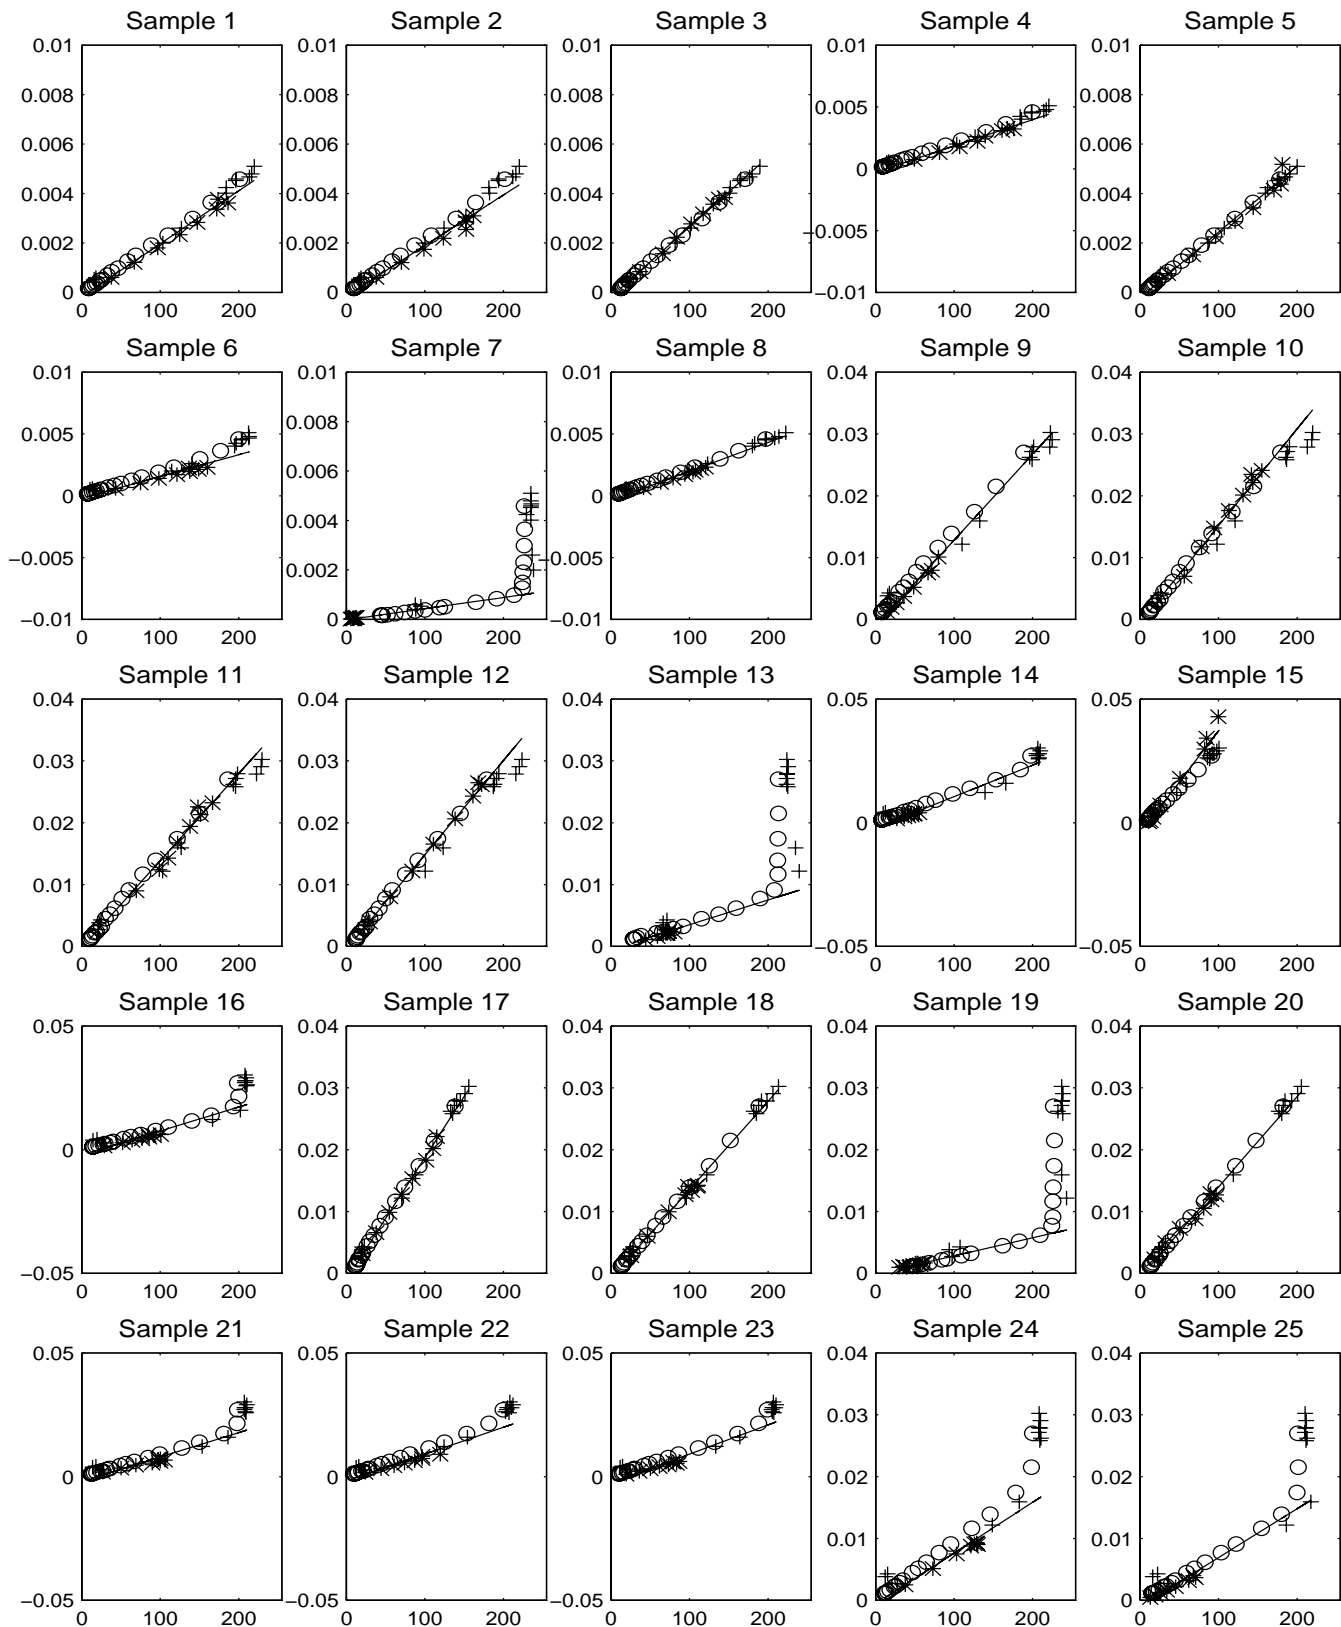 Sample 1 Sample 2 Sample 3 Sample 4 Sample 5
0.01 0.01 0.01 0.01 0.01
0.008 0.008 0.008 0.005 0.008
0.006 0.006 0.006 0 0.006
0.004 0.004 0.004 −0.005 0.004
0.002 0.002 0.002 −0.01 0.002
0 0 0 0
0 100 200 0 100 200 0 100 200 0 100 200 0 100 200
Sample 6 Sample 7 Sample 8 Sample 9 Sample 10
0.01 0.01 0.01 0.04 0.04
0.005 0.008 0.005 0.03 0.03
0 0.006 0 0.02 0.02
−0.005 0.004 −0.005 0.01 0.01
−0.01 0.002 −0.01 0 0
0
0 100 200 0 100 200 0 100 200 0 100 200 0 100 200
Sample 11 Sample 12 Sample 13 Sample 14 Sample 15
0.04 0.04 0.04 0.05 0.05
0.03 0.03 0.03 0 0
0.02 0.02 0.02 −0.05 −0.05
0.01 0.01 0.01
0 0 0
0 100 200 0 100 200 0 100 200 0 100 200 0 100 200
Sample 16 Sample 17 Sample 18 Sample 19 Sample 20
0.05 0.04 0.04 0.04 0.04
0 0.03 0.03 0.03 0.03
−0.05 0.02 0.02 0.02 0.02
0.01 0.01 0.01 0.01
0 0 0 0
0 100 200 0 100 200 0 100 200 0 100 200 0 100 200
Sample 21 Sample 22 Sample 23 Sample 24 Sample 25
0.05 0.05 0.05 0.04 0.04
0 0 0 0.03 0.03
−0.05 −0.05 −0.05 0.02 0.02
0.01 0.01
0 0
0 100 200 0 100 200 0 100 200 0 100 200 0 100 200